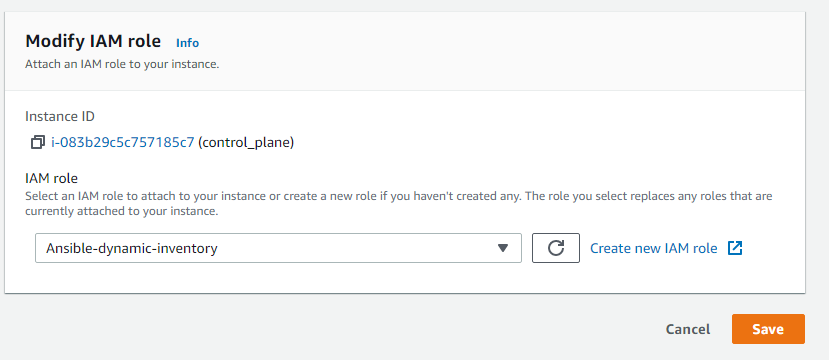 Modify IAM role Info
Attach an IAM role to your instance.
Instance ID
i-083b29c5c757185c7 (control_plane)
IAM role
Select an IAM role to attach to your instance or create a new role if you haven't created any. The role you select replaces any roles that are
currently attached to your instance.
Ansible-dynamic-inventory
Create new IAM role
Cancel
Save